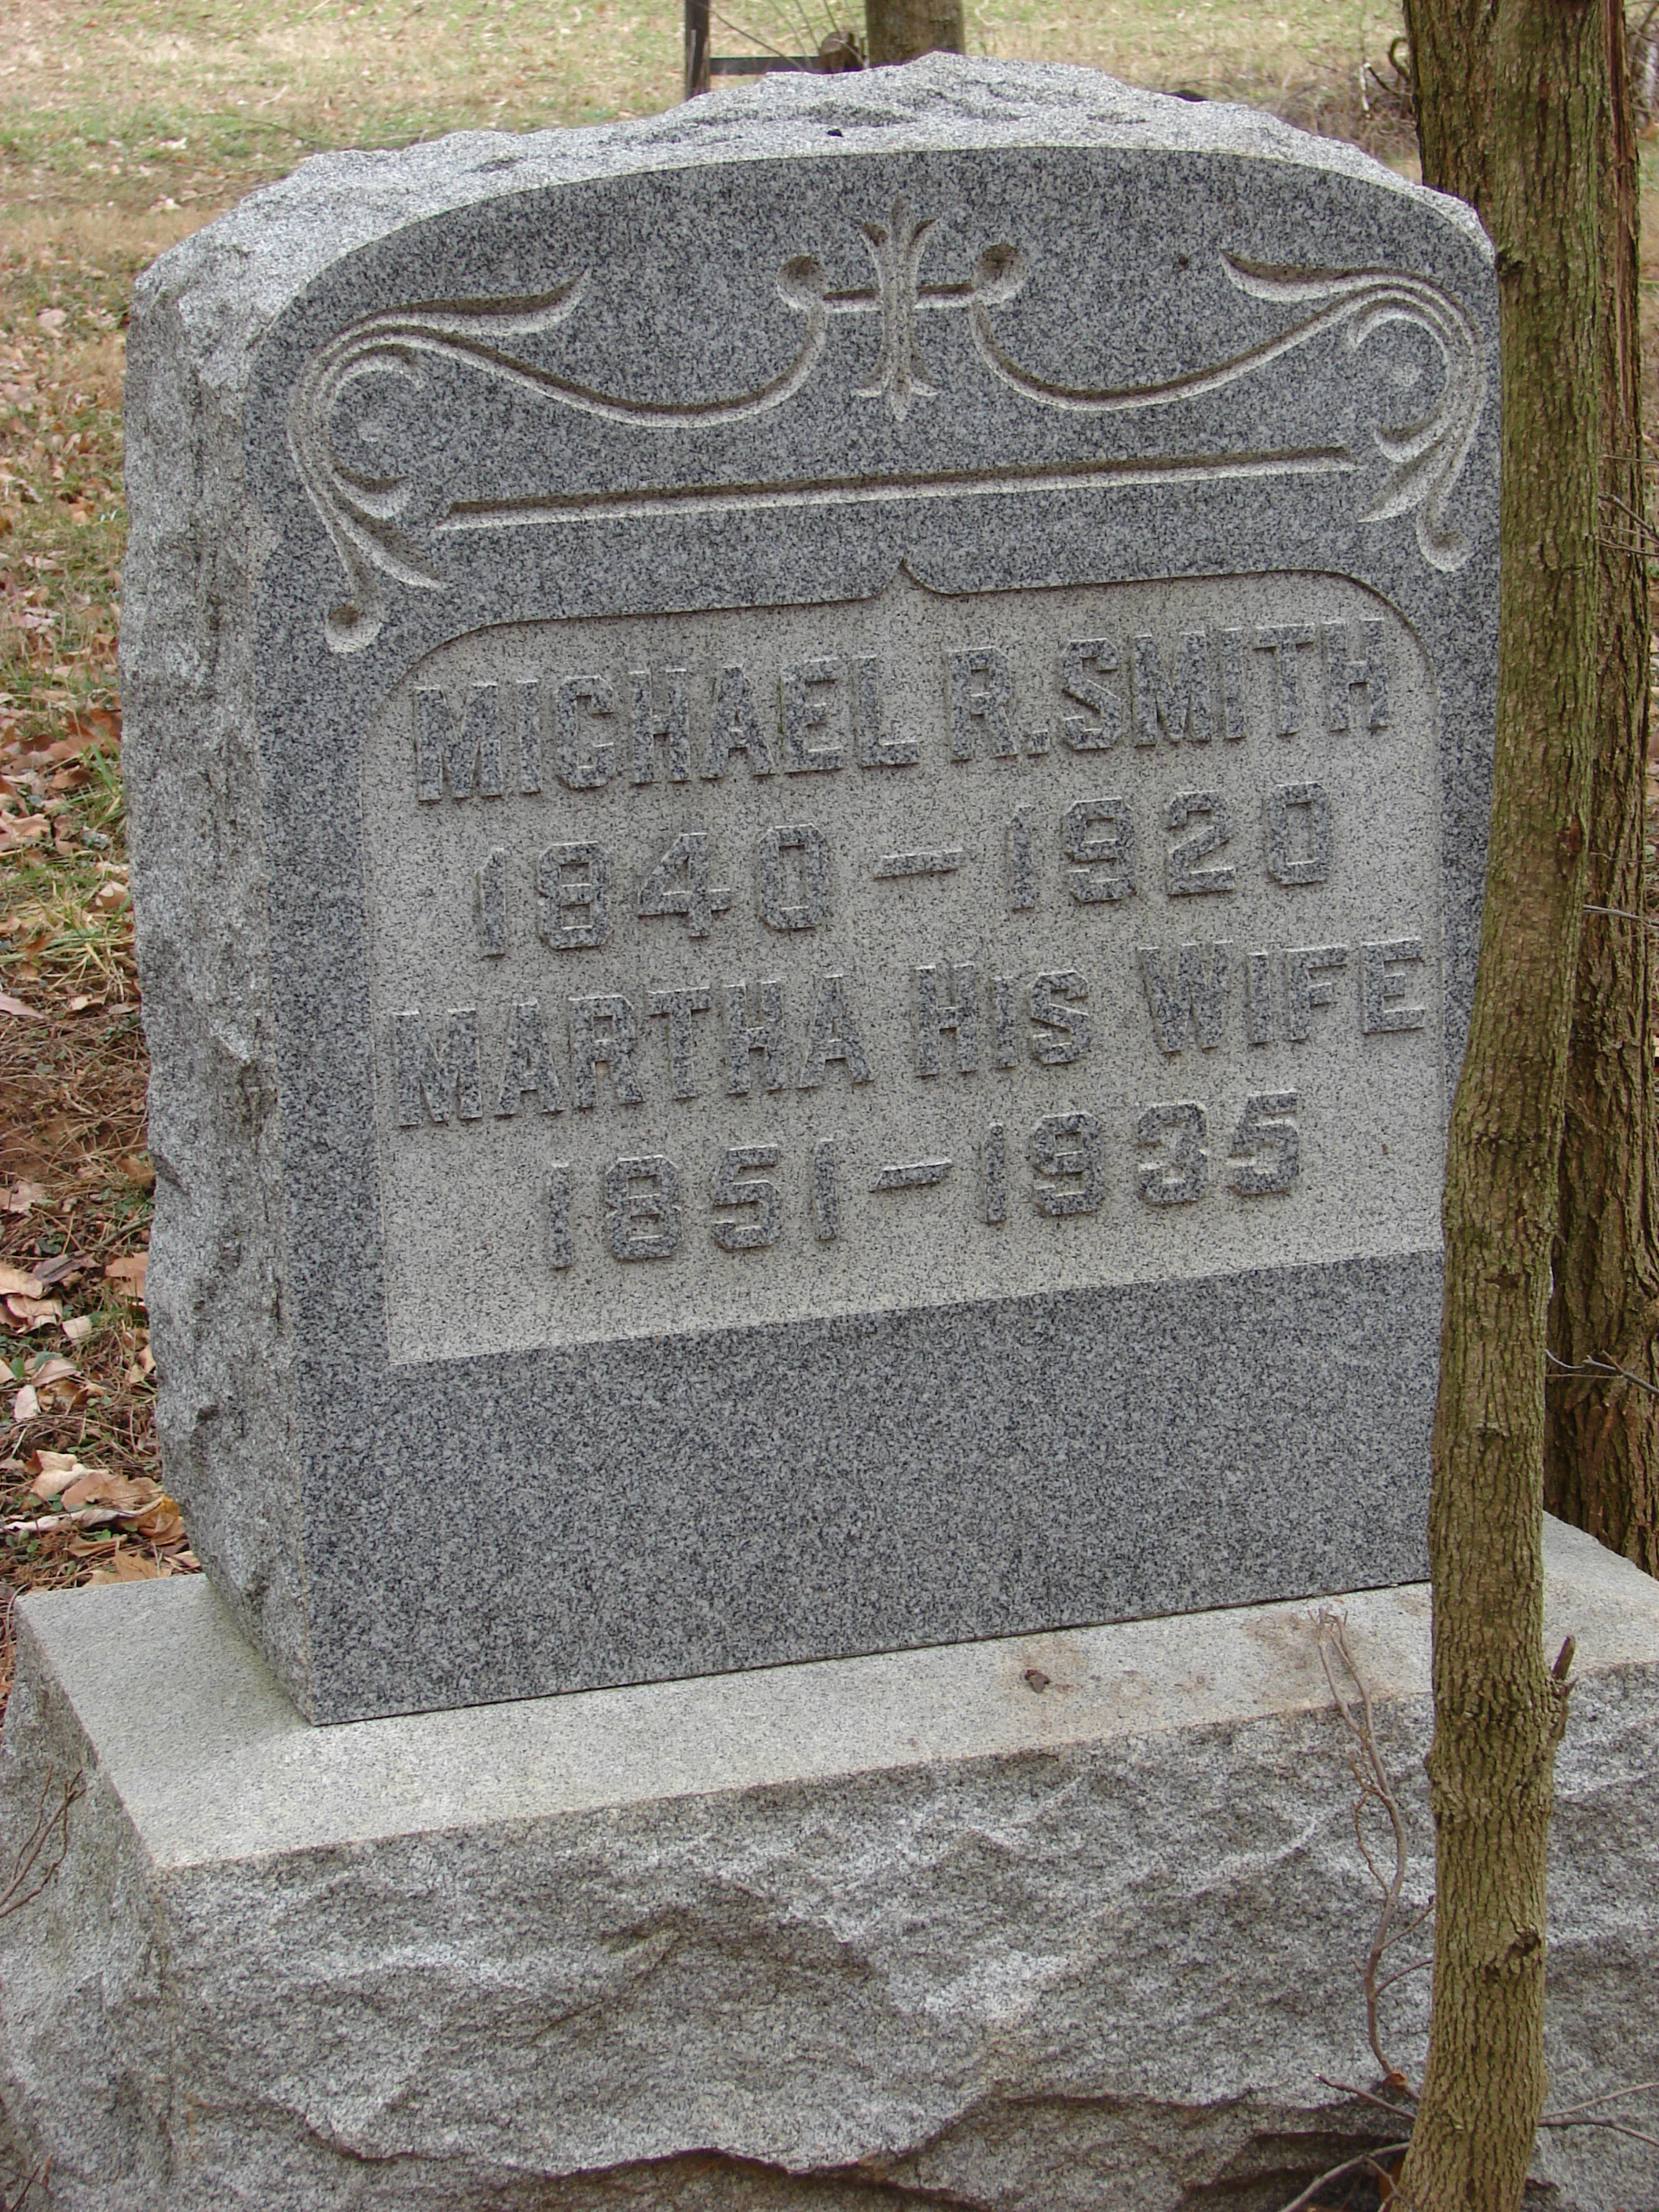 MICHAEL R. SMITH
1840 – 1920
MARTHA HIS WIFE
1851 – 1935